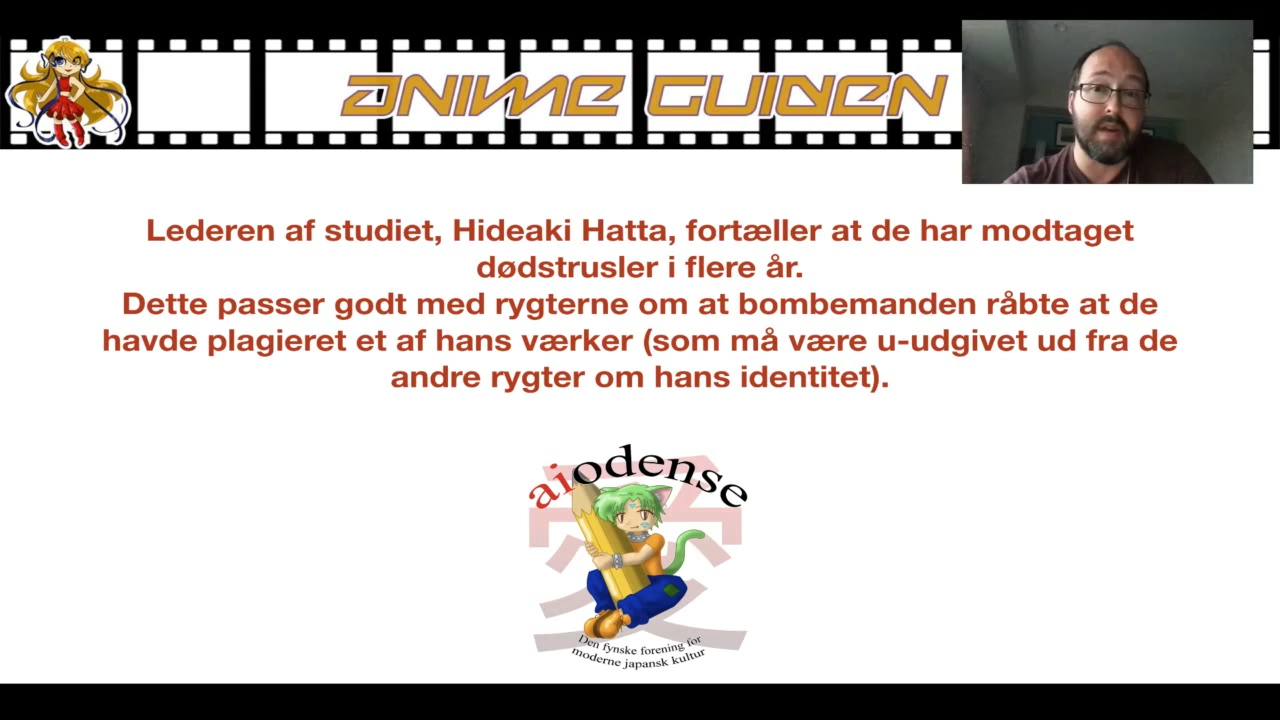 ANIME GUIDEN
Lederen af studiet, Hideaki Hatta, fortæller at de har modtaget
dødstrusler i flere år.
Dette passer godt med rygterne om at bombemanden råbte at de
havde plagieret et af hans værker (som må være u-udgivet ud fra de
andre rygter om hans identitet).
aiodense
愛
Den fynske forening for
moderne japansk kultur